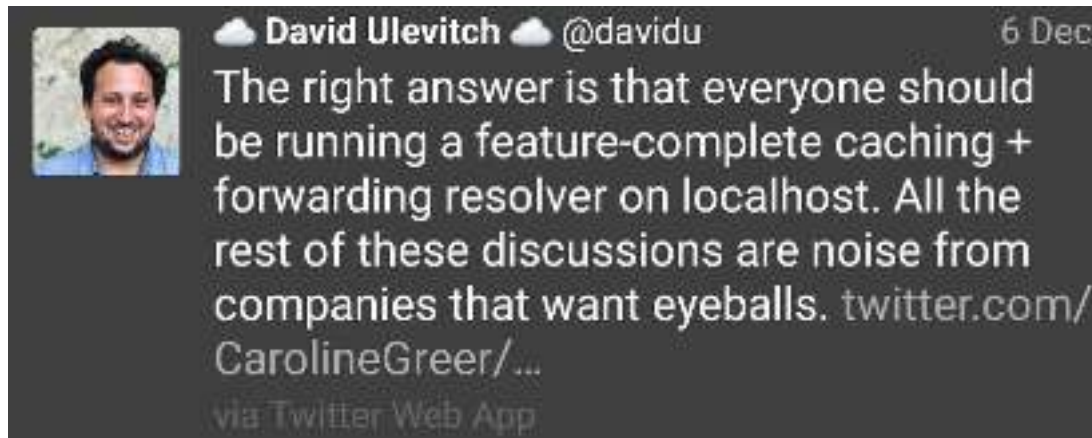 ☁️ David Ulevitch ☁️ @davidu 6 Dec
The right answer is that everyone should
be running a feature-complete caching +
forwarding resolver on localhost. All the
rest of these discussions are noise from
companies that want eyeballs. twitter.com/
CarolineGreer/…
via Twitter Web App